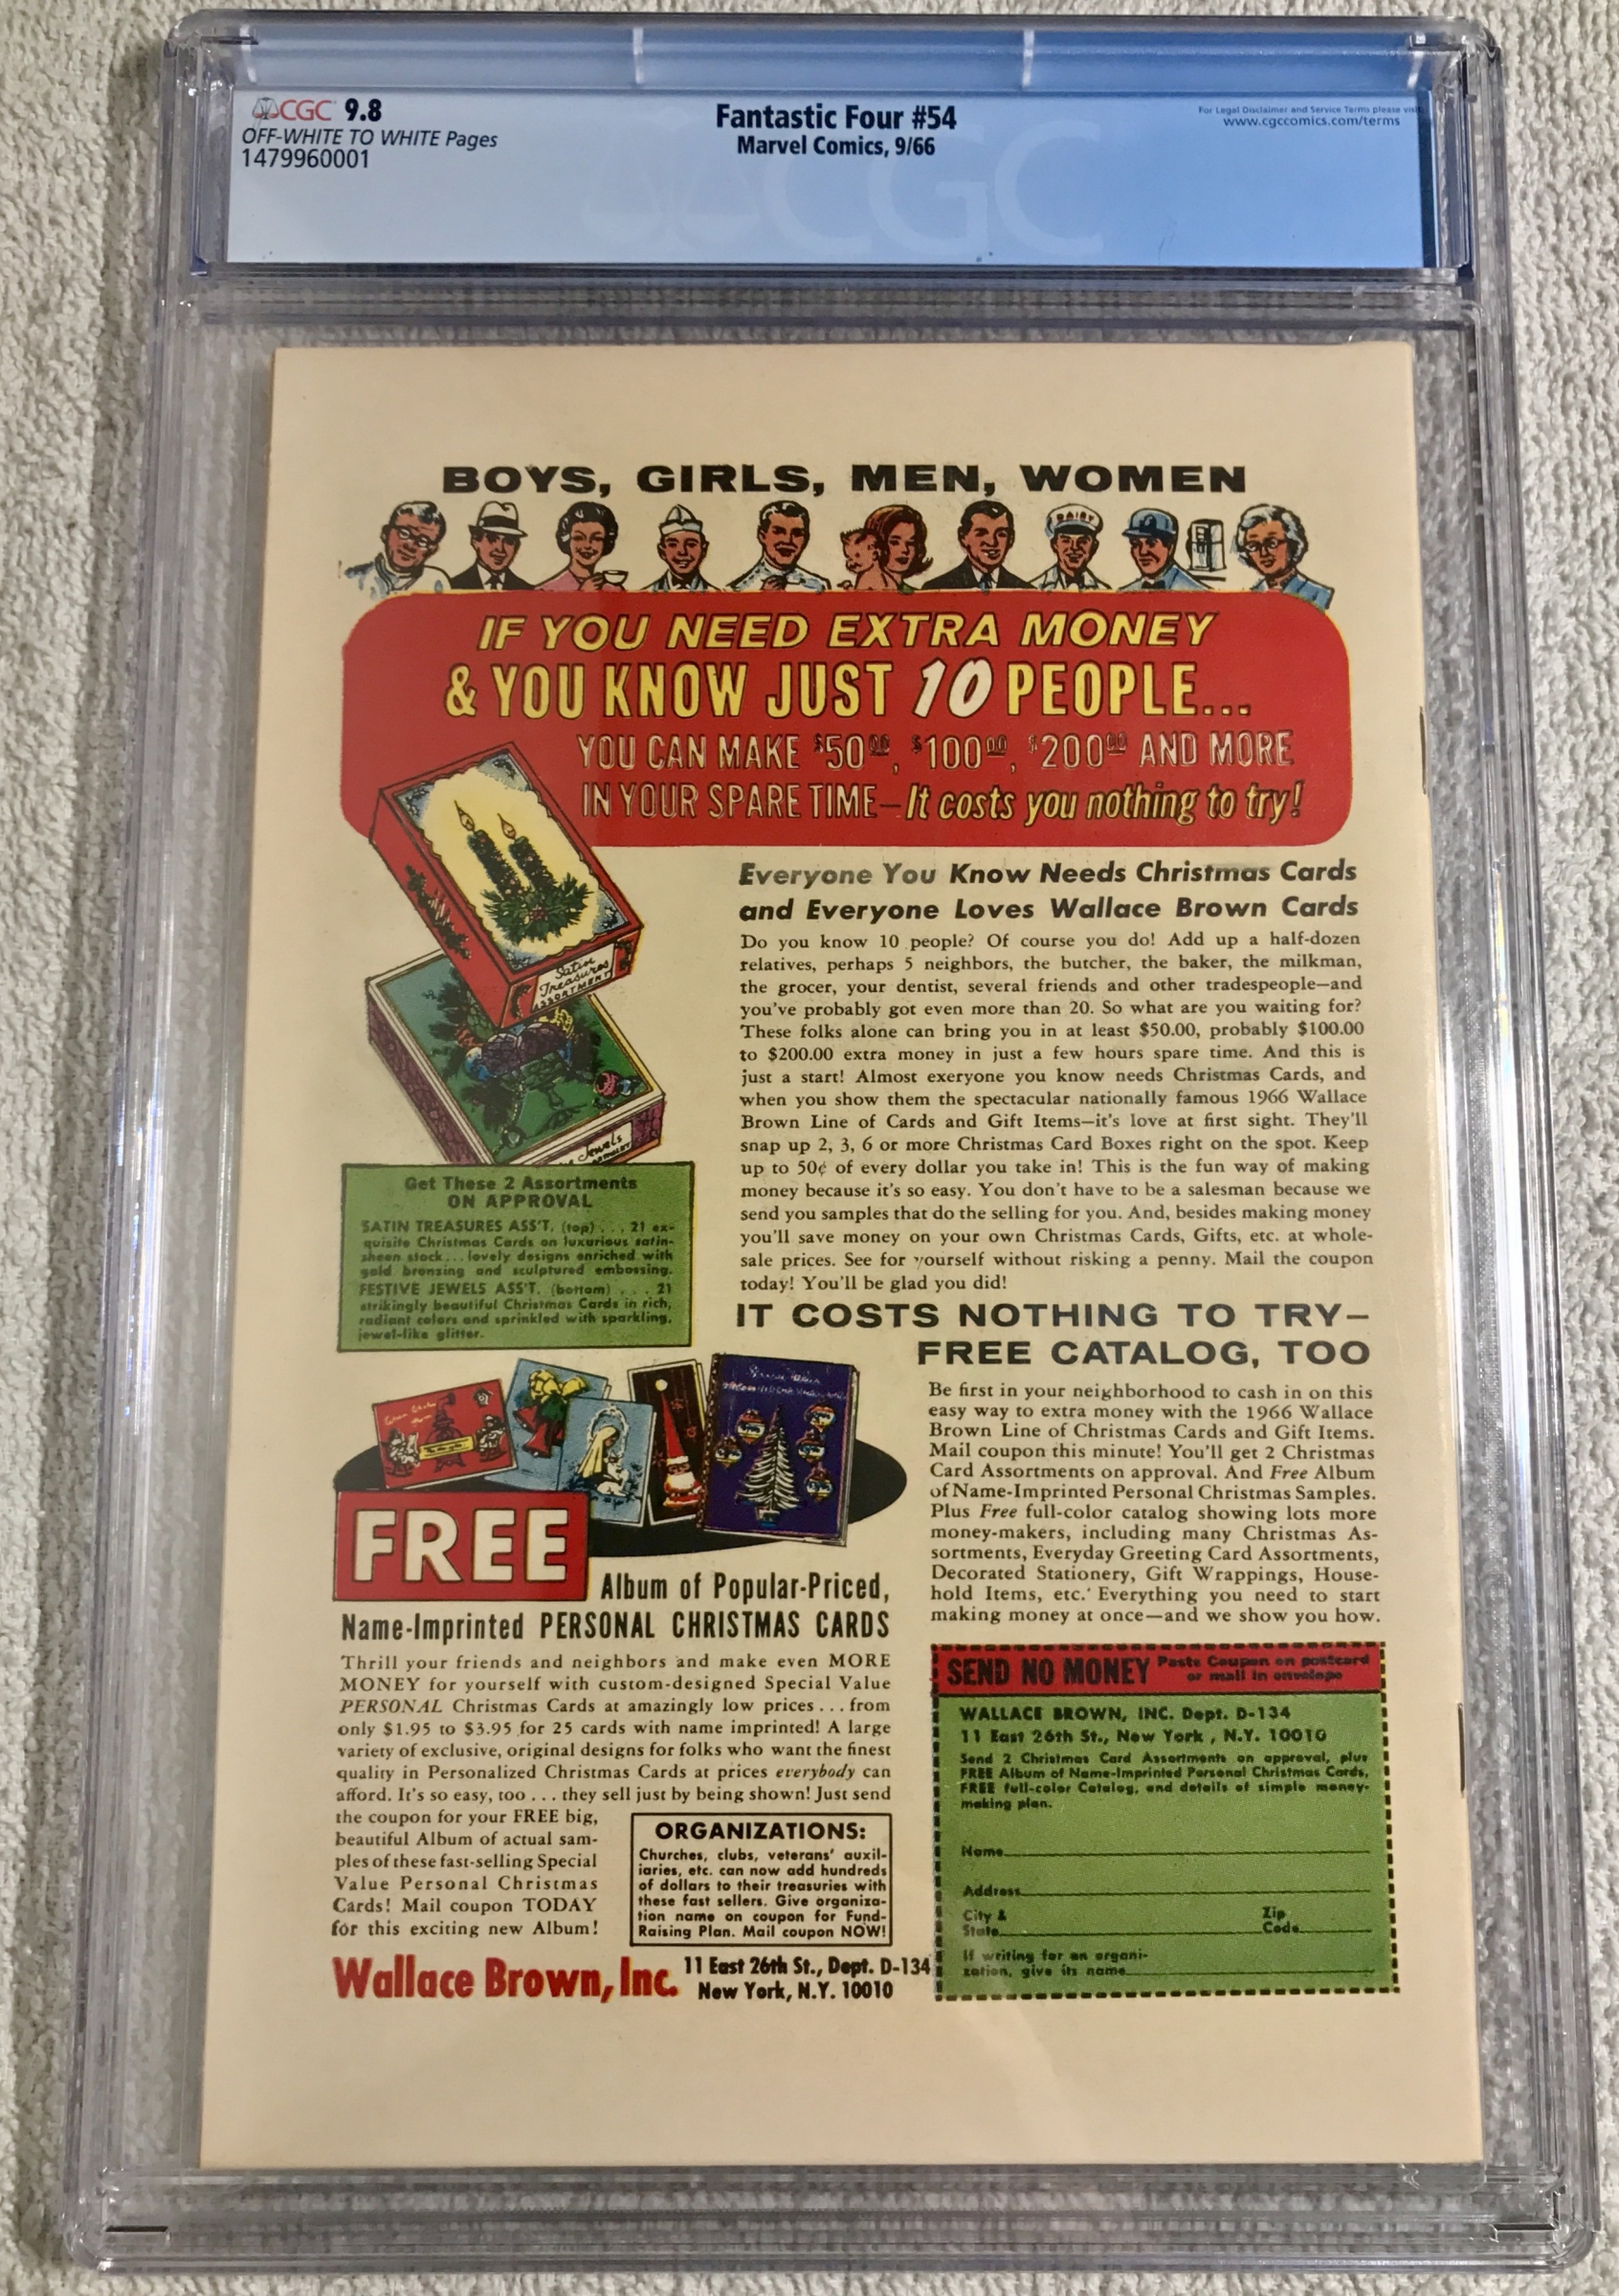 CGC 9.8
OFF-WHITE TO WHITE Pages
1479960001
Fantastic Four #54
Marvel Comics, 9/66
For Legal Disclaimer and Service Terms please visit
www.cgccomics.com/terms
CGC
BOYS, GIRLS, MEN, WOMEN
DAIRY
IF YOU NEED EXTRA MONEY
& YOU KNOW JUST 10 PEOPLE...
YOU CAN MAKE $50.00, $100.00, $200.00 AND MORE
IN YOUR SPARE TIME—It costs you nothing to try!
Satin
Treasures
ASSORTMENT
Jewels
Everyone You Know Needs Christmas Cards
and Everyone Loves Wallace Brown Cards
Do you know 10 people? Of course you do! Add up a half-dozen
relatives, perhaps 5 neighbors, the butcher, the baker, the milkman,
the grocer, your dentist, several friends and other tradespeople—and
you've probably got even more than 20. So what are you waiting for?
These folks alone can bring you in at least $50.00, probably $100.00
to $200.00 extra money in just a few hours spare time. And this is
just a start! Almost exeryone you know needs Christmas Cards, and
when you show them the spectacular nationally famous 1966 Wallace
Brown Line of Cards and Gift Items—it's love at first sight. They'll
snap up 2, 3, 6 or more Christmas Card Boxes right on the spot. Keep
up to 50¢ of every dollar you take in! This is the fun way of making
money because it's so easy. You don't have to be a salesman because we
send you samples that do the selling for you. And, besides making money
you'll save money on your own Christmas Cards, Gifts, etc. at whole-
sale prices. See for yourself without risking a penny. Mail the coupon
today! You'll be glad you did!
Get These 2 Assortments
ON APPROVAL
SATIN TREASURES ASS'T. (top) . . . 21 ex-
quisite Christmas Cards on luxurious satin-
sheen stock . . . lovely designs enriched with
gold bronzing and sculptured embossing.
FESTIVE JEWELS ASS'T. (bottom) . . . 21
strikingly beautiful Christmas Cards in rich,
radiant colors and sprinkled with sparkling,
jewel-like glitter.
IT COSTS NOTHING TO TRY—
FREE CATALOG, TOO
Be first in your neighborhood to cash in on this
easy way to extra money with the 1966 Wallace
Brown Line of Christmas Cards and Gift Items.
Mail coupon this minute! You'll get 2 Christmas
Card Assortments on approval. And Free Album
of Name-Imprinted Personal Christmas Samples.
Plus Free full-color catalog showing lots more
money-makers, including many Christmas As-
sortments, Everyday Greeting Card Assortments,
Decorated Stationery, Gift Wrappings, House-
hold Items, etc. Everything you need to start
making money at once—and we show you how.
FREE
Album of Popular-Priced,
Name-Imprinted PERSONAL CHRISTMAS CARDS
Thrill your friends and neighbors and make even MORE
MONEY for yourself with custom-designed Special Value
PERSONAL Christmas Cards at amazingly low prices . . . from
only $1.95 to $3.95 for 25 cards with name imprinted! A large
variety of exclusive, original designs for folks who want the finest
quality in Personalized Christmas Cards at prices everybody can
afford. It's so easy, too . . . they sell just by being shown! Just send
the coupon for your FREE big,
beautiful Album of actual sam-
ples of these fast-selling Special
Value Personal Christmas
Cards! Mail coupon TODAY
for this exciting new Album!
ORGANIZATIONS:
Churches, clubs, veterans' auxil-
iaries, etc. can now add hundreds
of dollars to their treasuries with
these fast sellers. Give organiza-
tion name on coupon for Fund-
Raising Plan. Mail coupon NOW!
Wallace Brown, Inc. 11 East 26th St., Dept. D-134
New York, N.Y. 10010
SEND NO MONEY Paste Coupon on postcard
or mail in envelope
WALLACE BROWN, INC. Dept. D-134
11 East 26th St., New York , N.Y. 10010
Send 2 Christmas Card Assortments on approval, plus
FREE Album of Name-Imprinted Personal Christmas Cards,
FREE full-color Catalog, and details of simple money-
making plan.
Name
Address
City & Zip
State Code
If writing for an organi-
zation, give its name